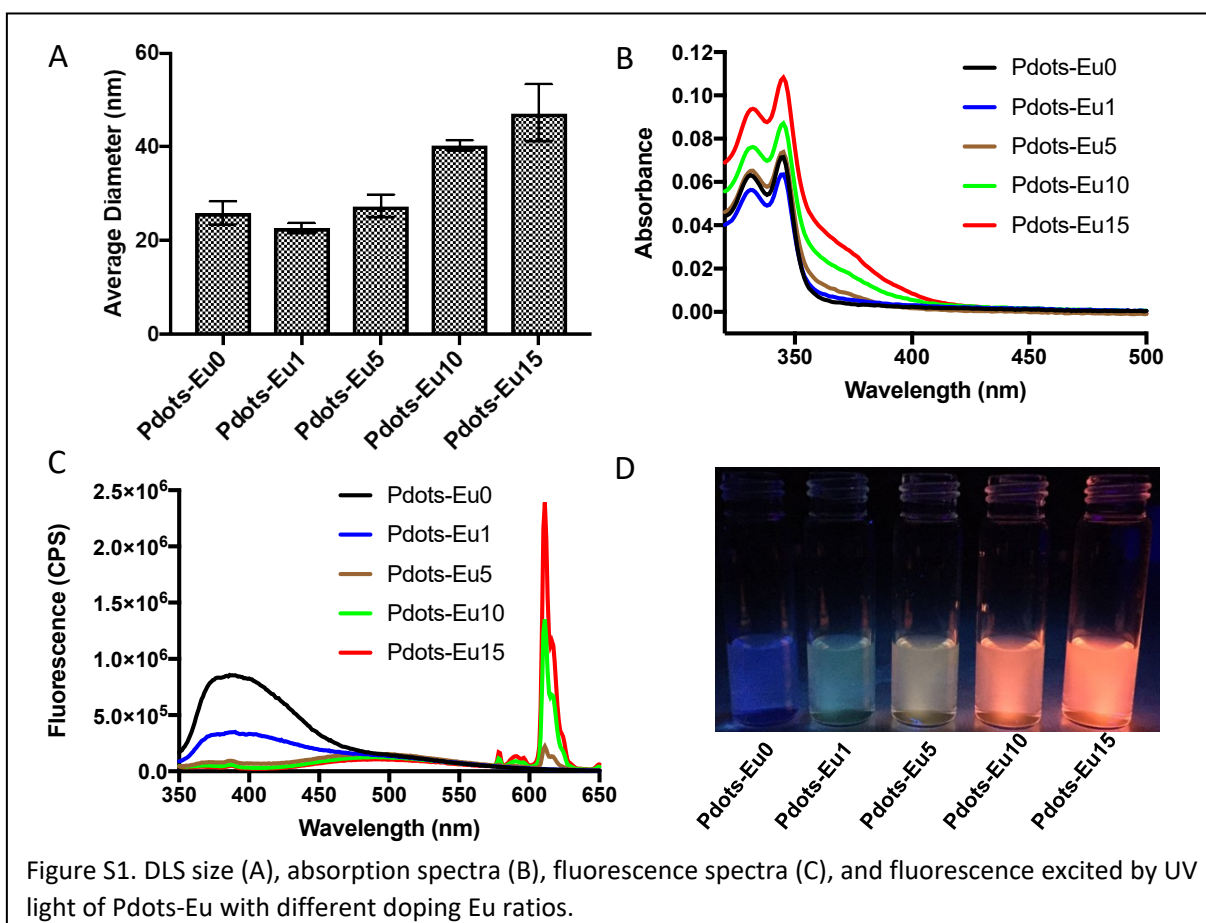 A
Average Diameter (nm)
60
40
20
0
Pdots-Eu0
Pdots-Eu1
Pdots-Eu5
Pdots-Eu10
Pdots-Eu15
B
Absorbance
0.12
0.10
0.08
0.06
0.04
0.02
0.00
350
400
450
500
Wavelength (nm)
Pdots-Eu0
Pdots-Eu1
Pdots-Eu5
Pdots-Eu10
Pdots-Eu15
C
Fluorescence (CPS)
2.5×10⁶
2.0×10⁶
1.5×10⁶
1.0×10⁶
5.0×10⁵
0.0
350
400
450
500
550
600
650
Wavelength (nm)
Pdots-Eu0
Pdots-Eu1
Pdots-Eu5
Pdots-Eu10
Pdots-Eu15
D
Pdots-Eu0
Pdots-Eu1
Pdots-Eu5
Pdots-Eu10
Pdots-Eu15
Figure S1. DLS size (A), absorption spectra (B), fluorescence spectra (C), and fluorescence excited by UV
light of Pdots-Eu with different doping Eu ratios.